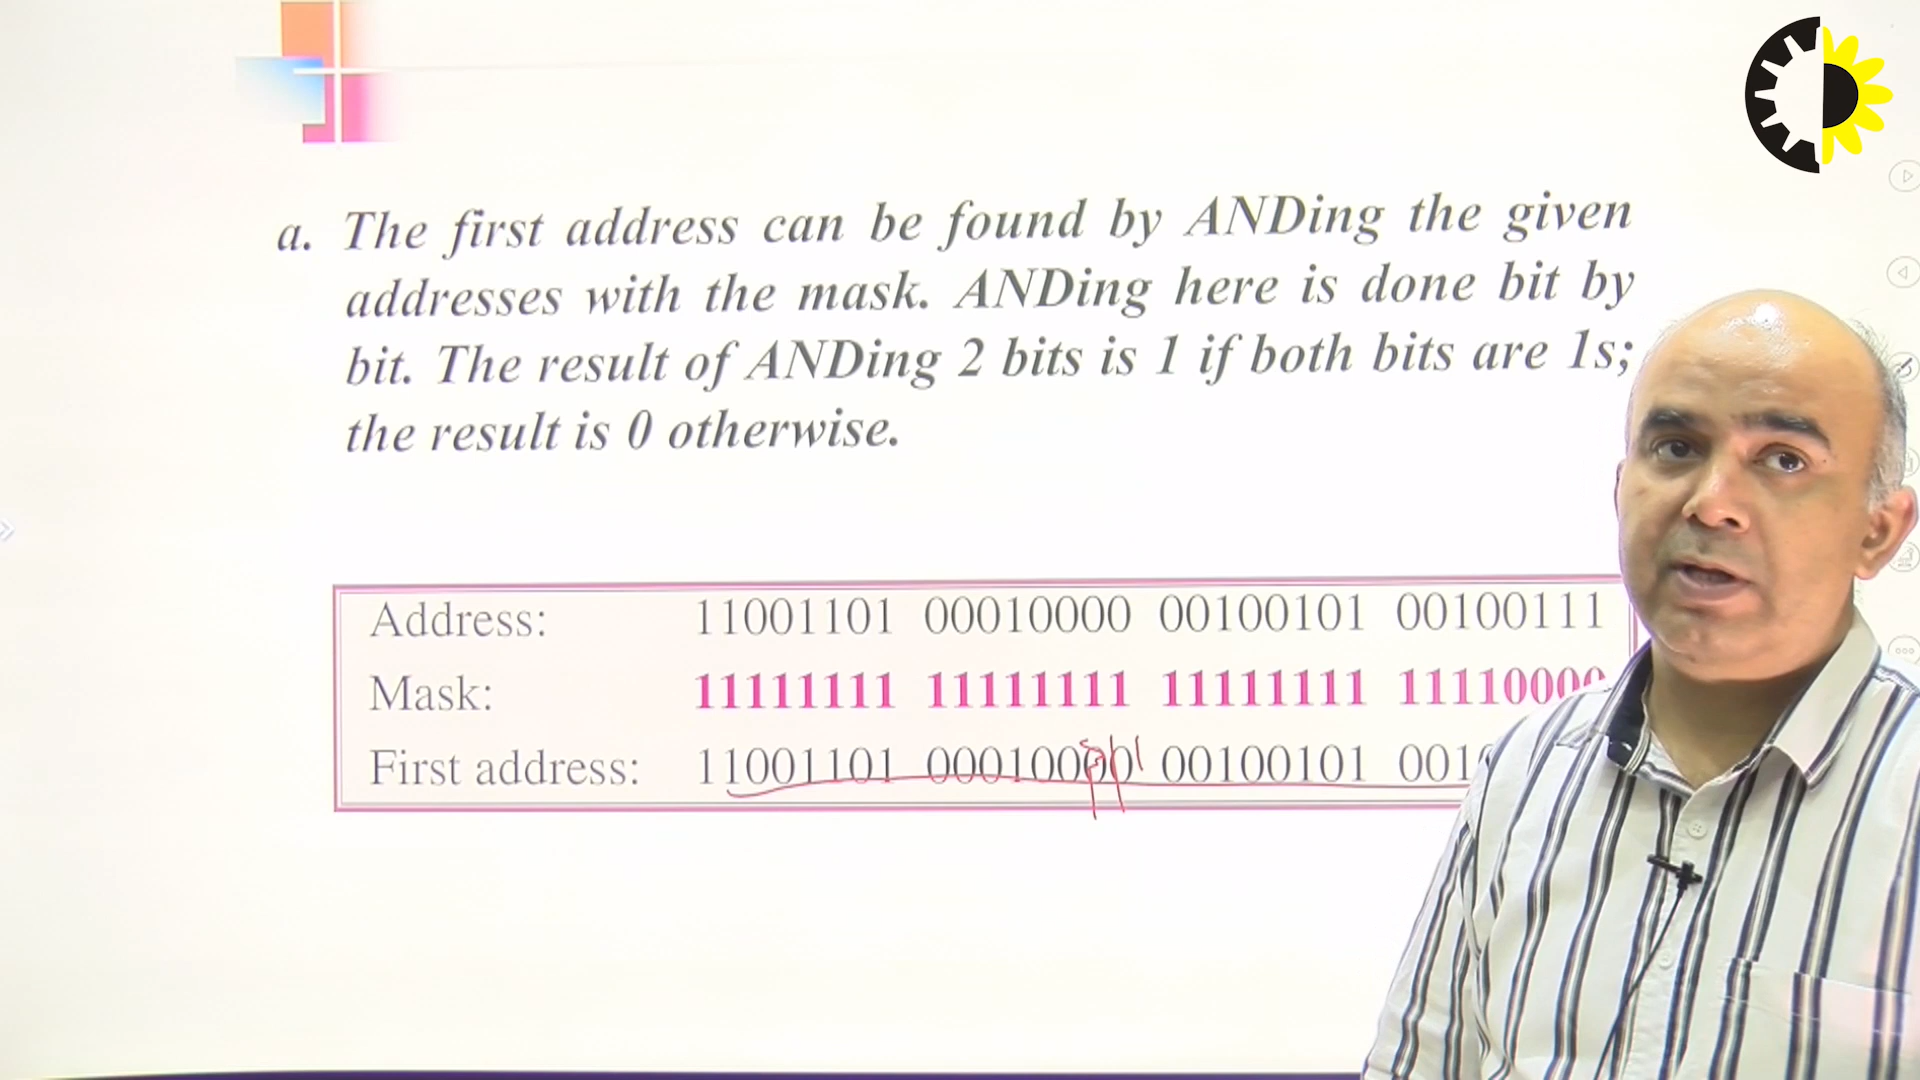 a. The first address can be found by ANDing the given
addresses with the mask. ANDing here is done bit by
bit. The result of ANDing 2 bits is 1 if both bits are 1s;
the result is 0 otherwise.
Address: 11001101 00010000 00100101 00100111
Mask: 11111111 11111111 11111111 11110000
First address: 11001101 00010000 00100101 001